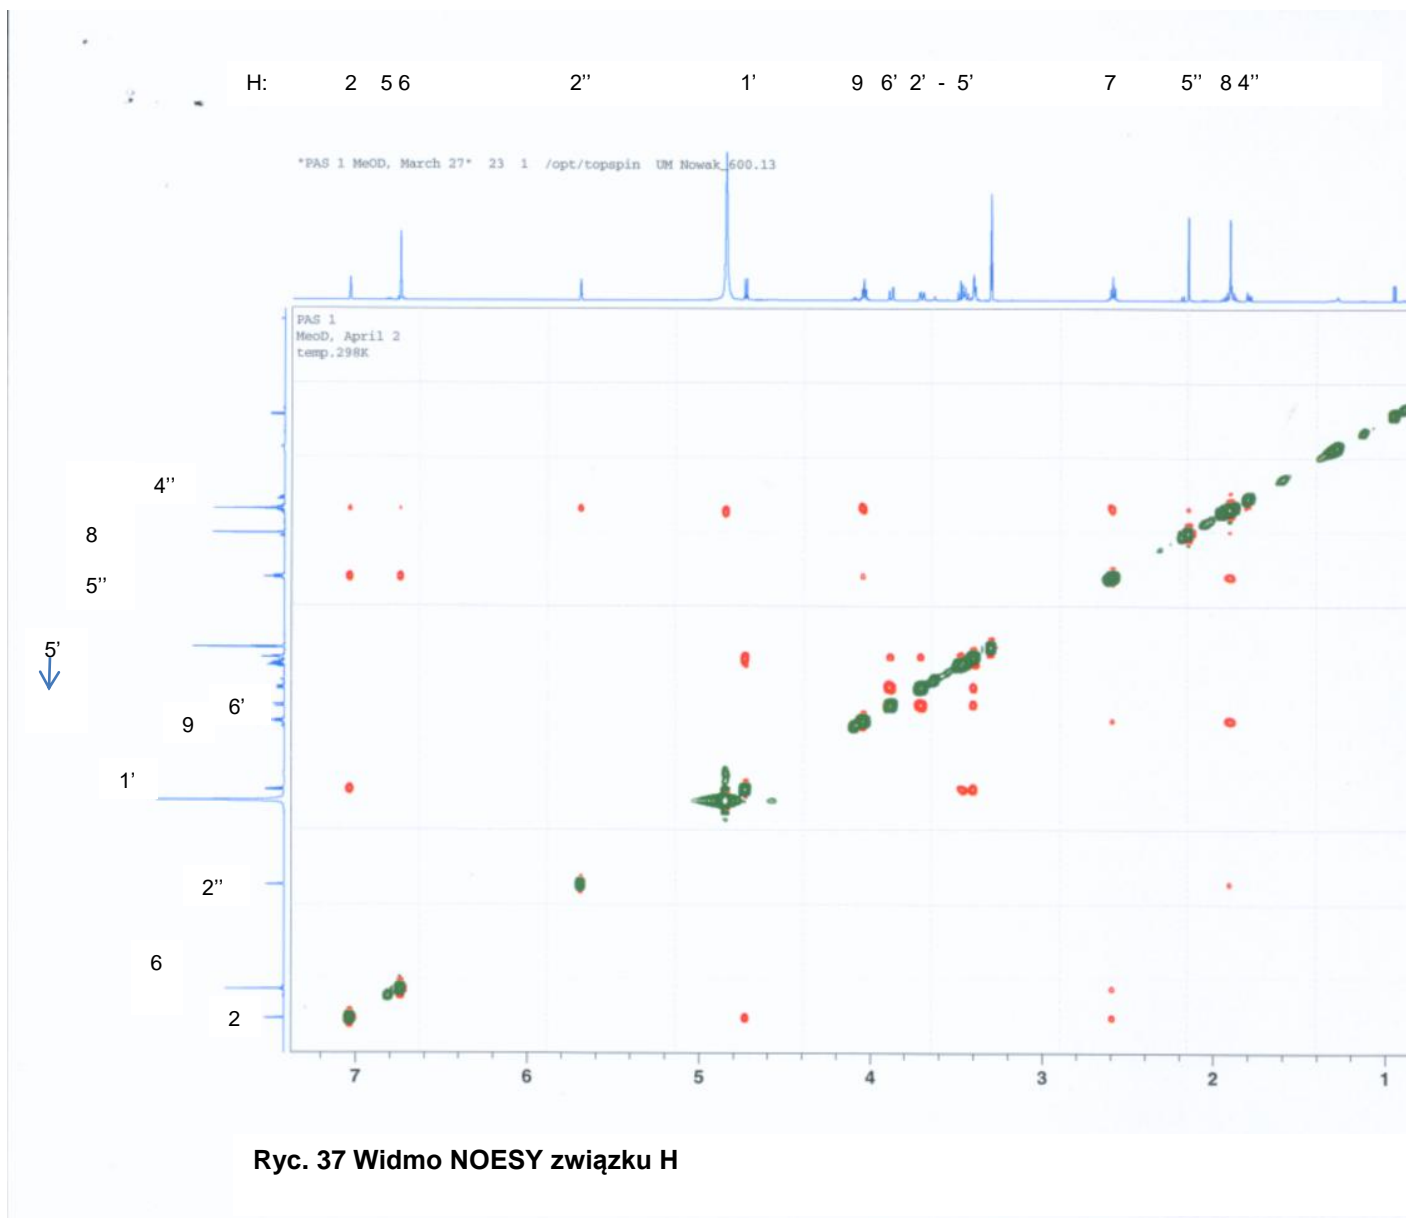 H: 2 5 6 2’’ 1’ 9 6’ 2’ - 5’ 7 5’’ 8 4’’
"PAS 1 MeOD, March 27" 23 1 /opt/topspin UM Nowak_600.13
PAS 1
MeoD, April 2
temp.298K
4’’
8
5’’
5’
6’
9
1’
2’’
6
2
7 6 5 4 3 2 1
Ryc. 37 Widmo NOESY związku H